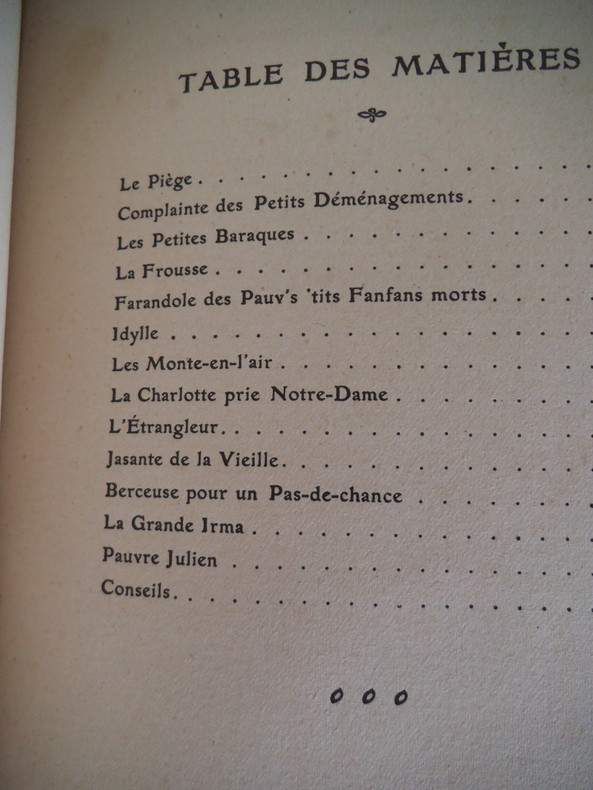 TABLE DES MATIÈRES
Le Piège . . . . . . . . . . . . .
Complainte des Petits Déménagements. . . . . .
Les Petites Baraques . . . . . . . . . . .
La Frousse . . . . . . . . . . . . . .
Farandole des Pauv's 'tits Fanfans morts . . . . .
Idylle . . . . . . . . . . . . . . . .
Les Monte-en-l'air . . . . . . . . . . . .
La Charlotte prie Notre-Dame . . . . . . . .
L'Étrangleur. . . . . . . . . . . . . .
Jasante de la Vieille. . . . . . . . . . .
Berceuse pour un Pas-de-chance . . . . . . .
La Grande Irma . . . . . . . . . . . . .
Pauvre Julien . . . . . . . . . . . . .
Conseils. . . . . . . . . . . . . . . .